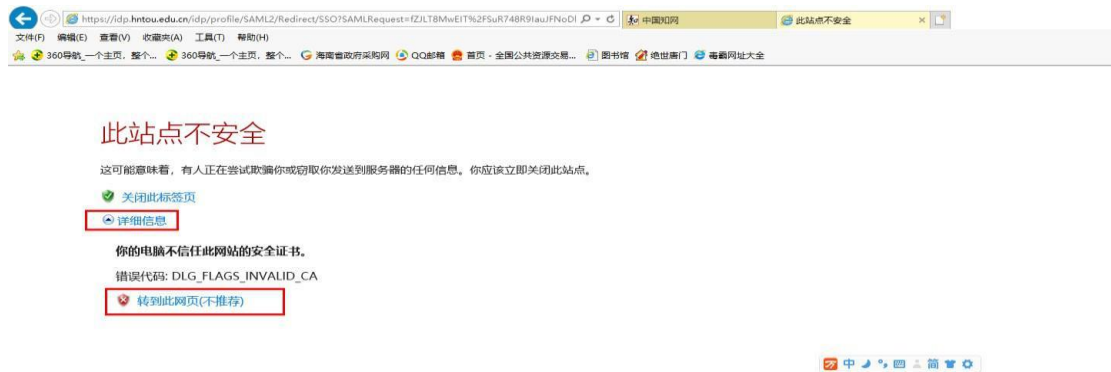 https://idp.hntou.edu.cn/idp/profile/SAML2/Redirect/SSO?SAMLRequest=fZJLT8MwEIT%2FSuR748R9IauJFNoDl
中国知网
此站点不安全
文件(F) 编辑(E) 查看(V) 收藏夹(A) 工具(T) 帮助(H)
360导航_一个主页，整个... 360导航_一个主页，整个... 海南省政府采购网 QQ邮箱 首页 - 全国公共资源交易... 图书馆 绝世唐门 毒霸网址大全
此站点不安全
这可能意味着，有人正在尝试欺骗你或窃取你发送到服务器的任何信息。你应该立即关闭此站点。
关闭此标签页
详细信息
你的电脑不信任此网站的安全证书。
错误代码: DLG_FLAGS_INVALID_CA
转到此网页(不推荐)
中 简